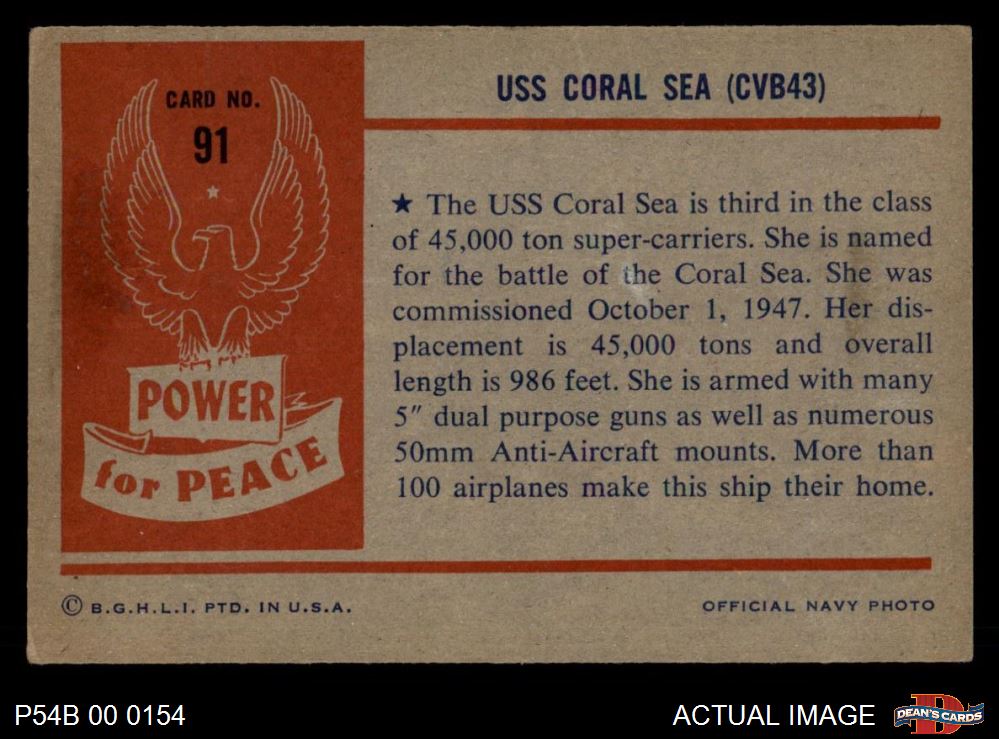 CARD NO.
91
POWER
for PEACE
USS CORAL SEA (CVB43)
★ The USS Coral Sea is third in the class
of 45,000 ton super-carriers. She is named
for the battle of the Coral Sea. She was
commissioned October 1, 1947. Her dis-
placement is 45,000 tons and overall
length is 986 feet. She is armed with many
5″ dual purpose guns as well as numerous
50mm Anti-Aircraft mounts. More than
100 airplanes make this ship their home.
© B.G.H.L.I. PTD. IN U.S.A.
OFFICIAL NAVY PHOTO
P54B 00 0154
ACTUAL IMAGE
DEAN'S CARDS